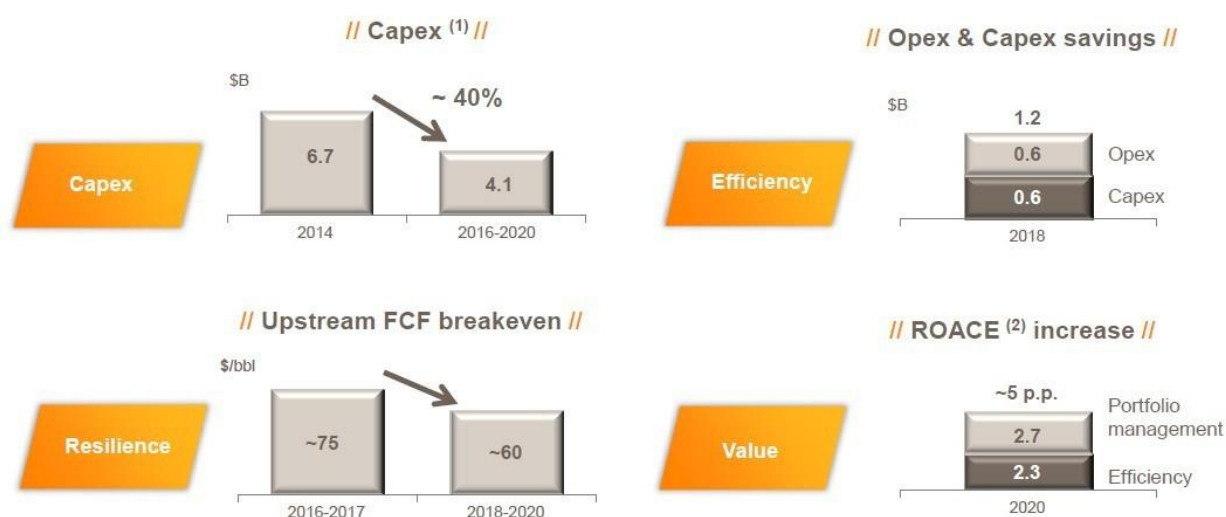 // Capex (1) //
$B
~ 40%
6.7
4.1
2014
2016-2020
Capex
// Opex & Capex savings //
$B
1.2
0.6
Opex
0.6
Capex
2018
Efficiency
// Upstream FCF breakeven //
$/bbl
~75
~60
2016-2017
2018-2020
Resilience
// ROACE (2) increase //
~5 p.p.
Portfolio
management
2.7
2.3
Efficiency
2020
Value